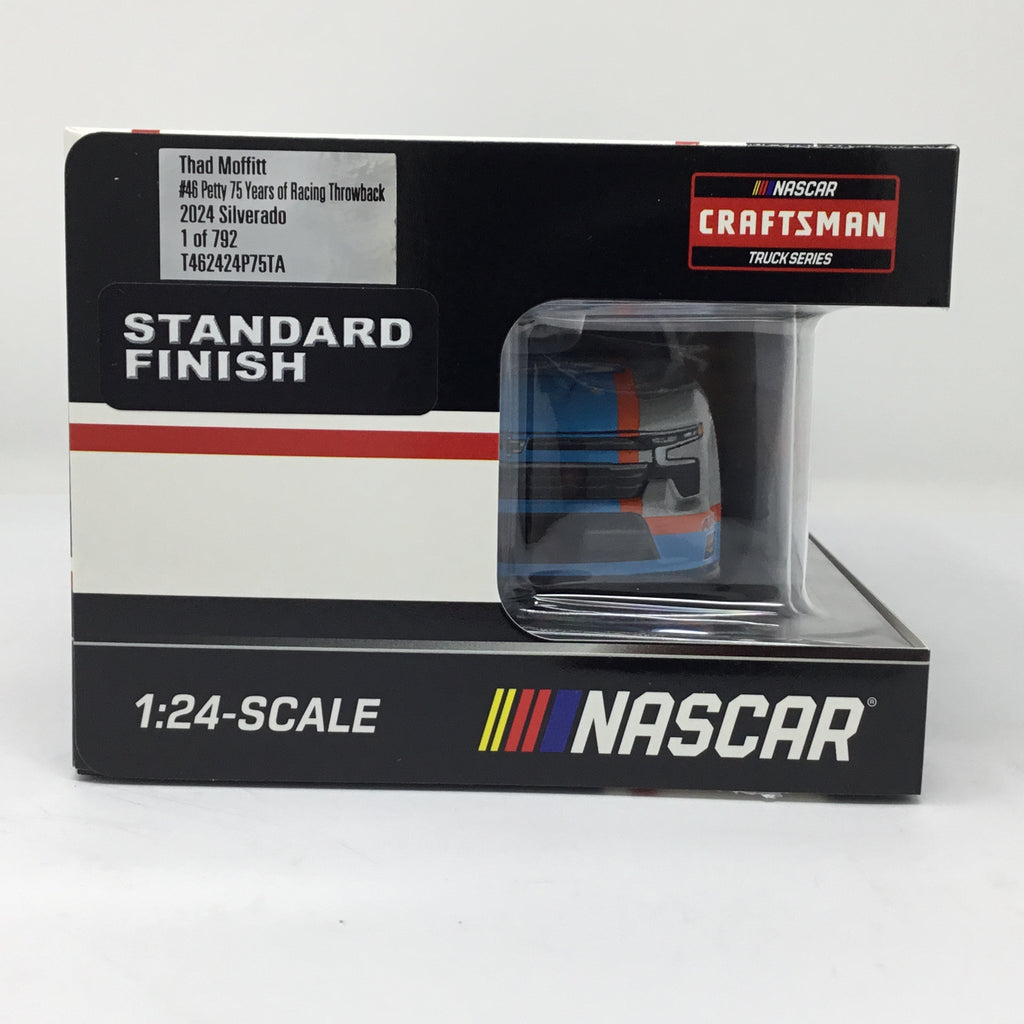 Thad Moffitt
#46 Petty 75 Years of Racing Throwback
2024 Silverado
1 of 792
T462424P75TA
NASCAR
CRAFTSMAN
TRUCK SERIES
STANDARD
FINISH
1:24-SCALE
NASCAR®